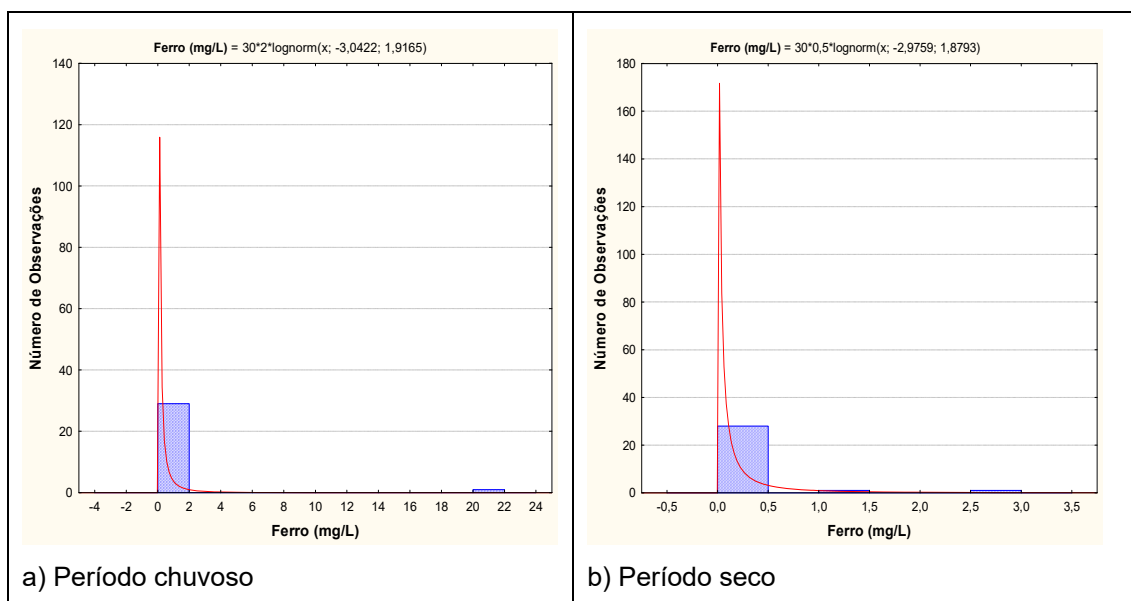 Ferro (mg/L) = 30*2*lognorm(x; -3,0422; 1,9165)
140
120
100
80
60
40
20
0
Número de Observações
-4 -2 0 2 4 6 8 10 12 14 16 18 20 22 24
Ferro (mg/L)
a) Período chuvoso
Ferro (mg/L) = 30*0,5*lognorm(x; -2,9759; 1,8793)
180
160
140
120
100
80
60
40
20
0
Número de Observações
-0,5 0,0 0,5 1,0 1,5 2,0 2,5 3,0 3,5
Ferro (mg/L)
b) Período seco